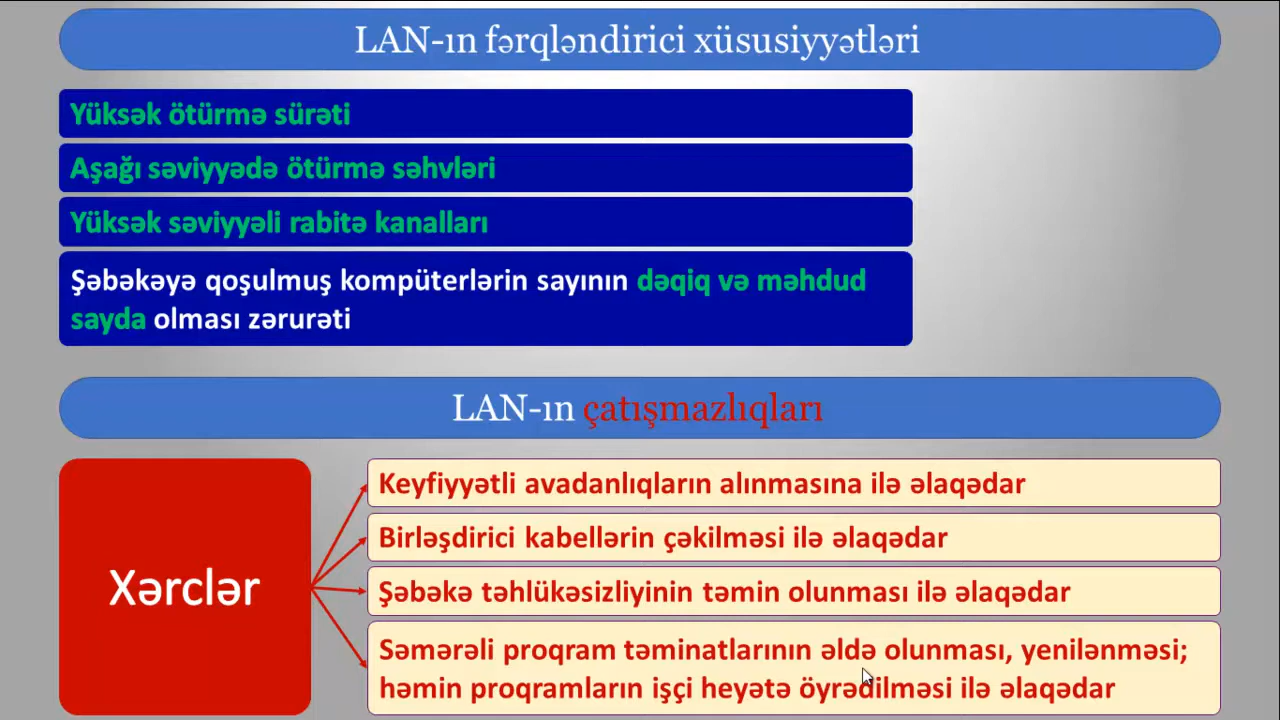 LAN-ın fərqləndirici xüsusiyyətləri
Yüksək ötürmə sürəti
Aşağı səviyyədə ötürmə səhvləri
Yüksək səviyyəli rabitə kanalları
Şəbəkəyə qoşulmuş kompüterlərin sayının dəqiq və məhdud
sayda olması zərurəti
LAN-ın çatışmazlıqları
Xərclər
Keyfiyyətli avadanlıqların alınmasına ilə əlaqədar
Birləşdirici kabellərin çəkilməsi ilə əlaqədar
Şəbəkə təhlükəsizliyinin təmin olunması ilə əlaqədar
Səmərəli proqram təminatlarının əldə olunması, yenilənməsi;
həmin proqramların işçi heyətə öyrədilməsi ilə əlaqədar